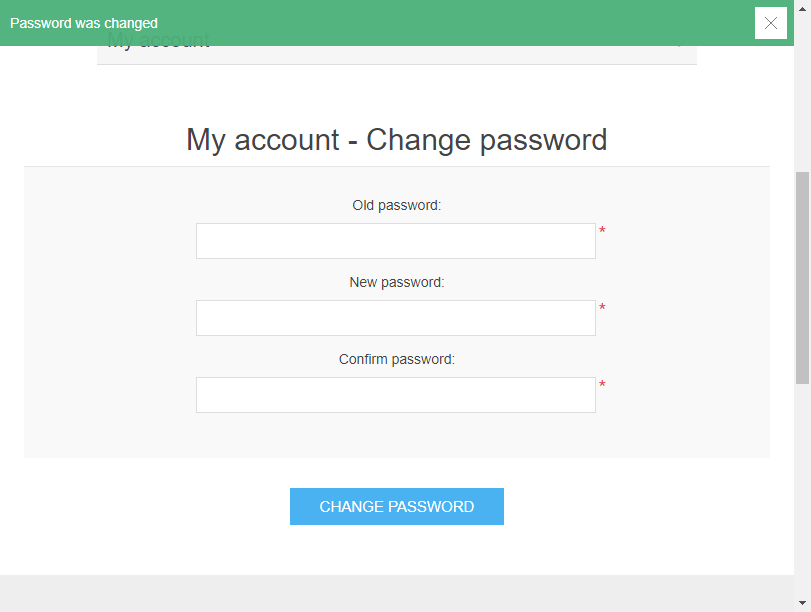 Password was changed
My account
My account - Change password
Old password:
*
New password:
*
Confirm password:
*
CHANGE PASSWORD